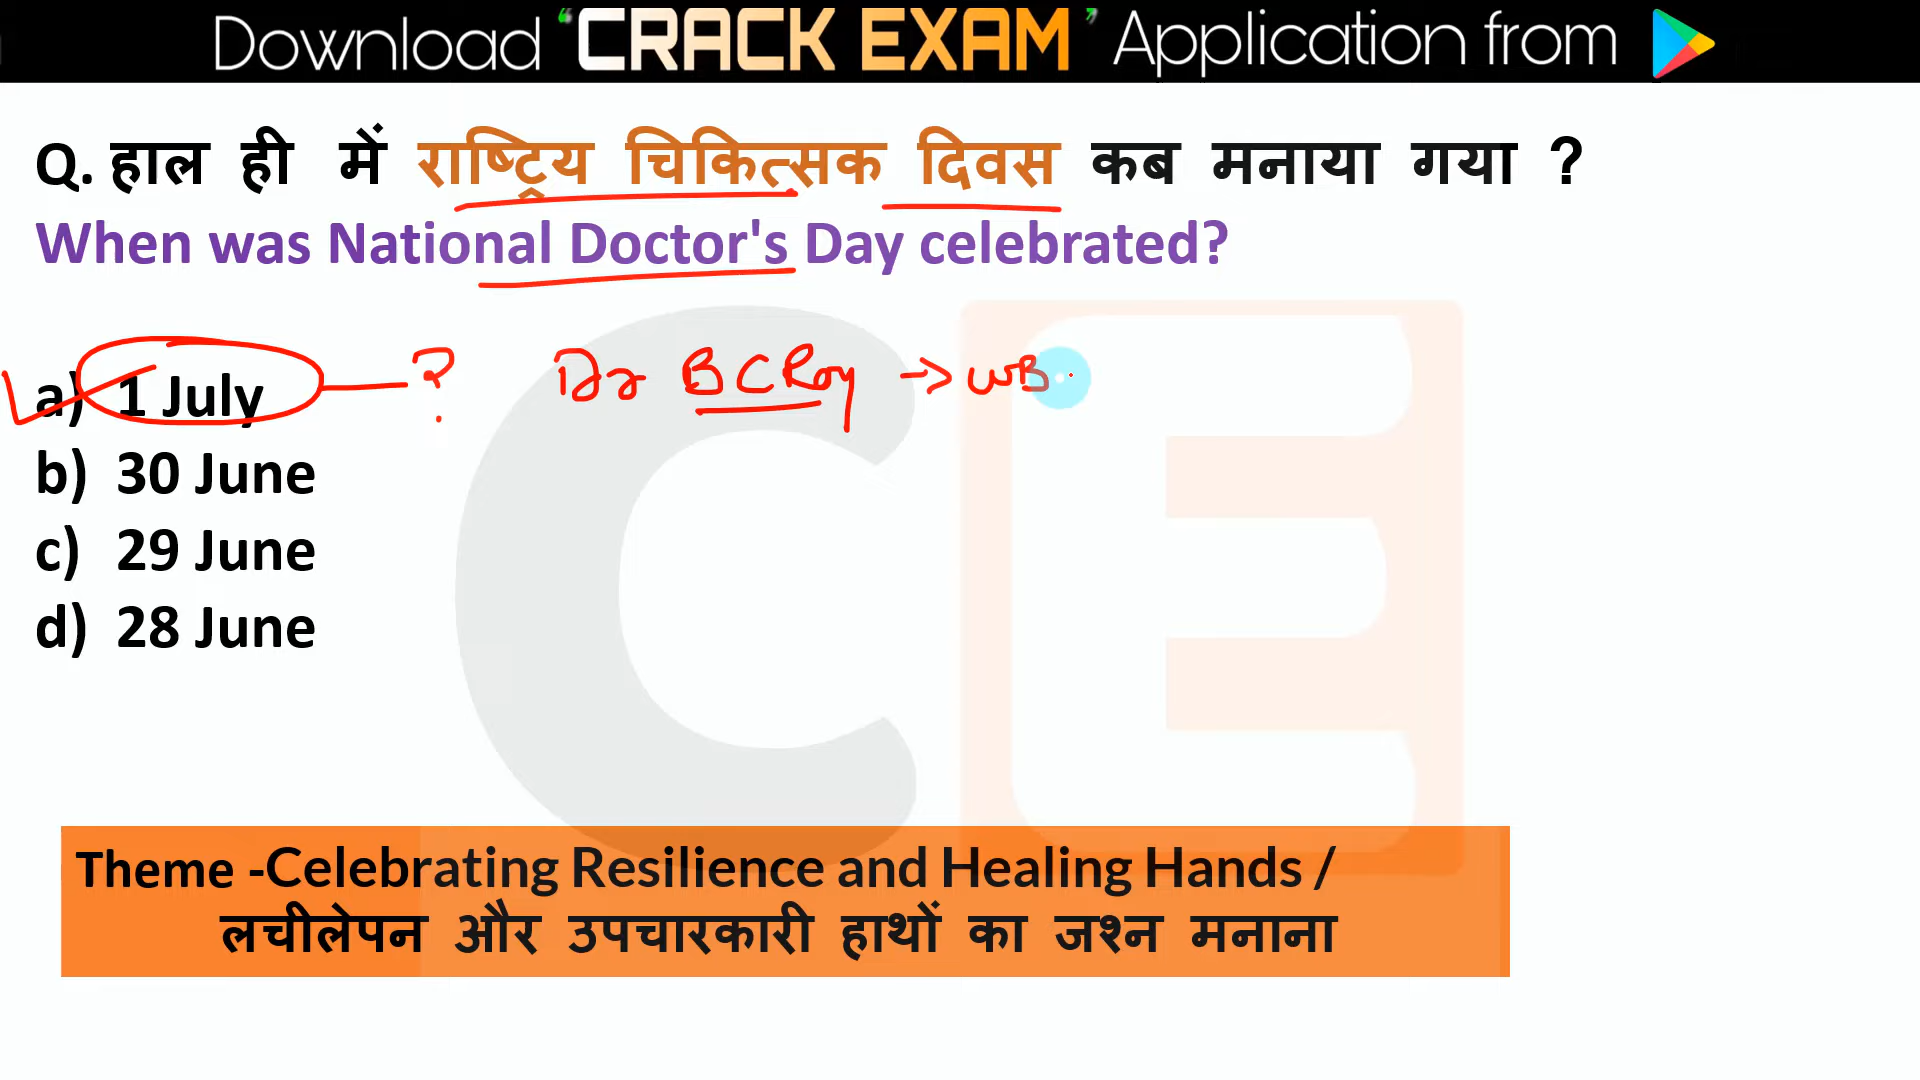 Download ‘CRACK EXAM’ Application from
Q. हाल ही में राष्ट्रिय चिकित्सक दिवस कब मनाया गया ?
When was National Doctor's Day celebrated?
a) 1 July ? Dr BC Roy → WB
b) 30 June
c) 29 June
d) 28 June
CE
Theme -Celebrating Resilience and Healing Hands /
लचीलेपन और उपचारकारी हाथों का जश्न मनाना